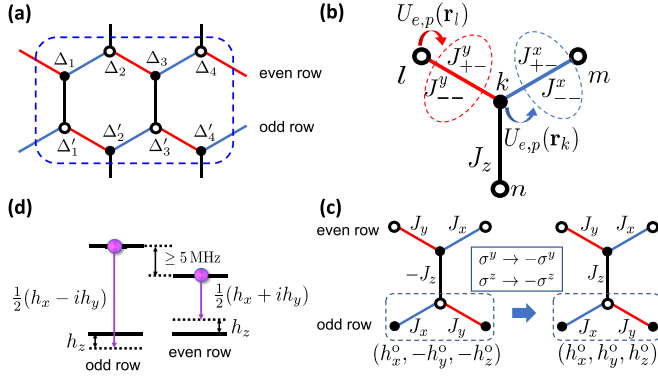 (a)
Δ₁ Δ₂ Δ₃ Δ₄
even row
odd row
Δ′₁ Δ′₂ Δ′₃ Δ′₄
(b)
U_{e,p}(r_l)
l
J^y_{+-}
J^y_{--}
k
J^x_{+-}
J^x_{--}
m
U_{e,p}(r_k)
J_z
n
(d)
≥ 5 MHz
½(h_x − ih_y)
½(h_x + ih_y)
h_z
h_z
odd row
even row
(c)
even row
J_y J_x
J_y J_x
−J_z
σ^y → −σ^y
σ^z → −σ^z
J_z
odd row
J_x J_y
J_x J_y
(h^o_x, −h^o_y, −h^o_z)
(h^o_x, h^o_y, h^o_z)